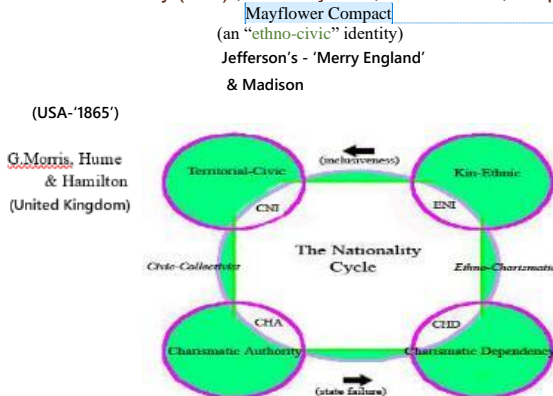 Mayflower Compact
(an “ethno-civic” identity)
Jefferson’s - ‘Merry England’
& Madison
(USA-‘1865’)
G.Morris, Hume
& Hamilton
(United Kingdom)
(inclusiveness)
Territorial-Civic
Kin-Ethnic
CNI
ENI
The Nationality
Cycle
Civic-Collectivist
Ethno-Charismatic
CHA
CHD
Charismatic Authority
Charismatic Dependency
(state failure)